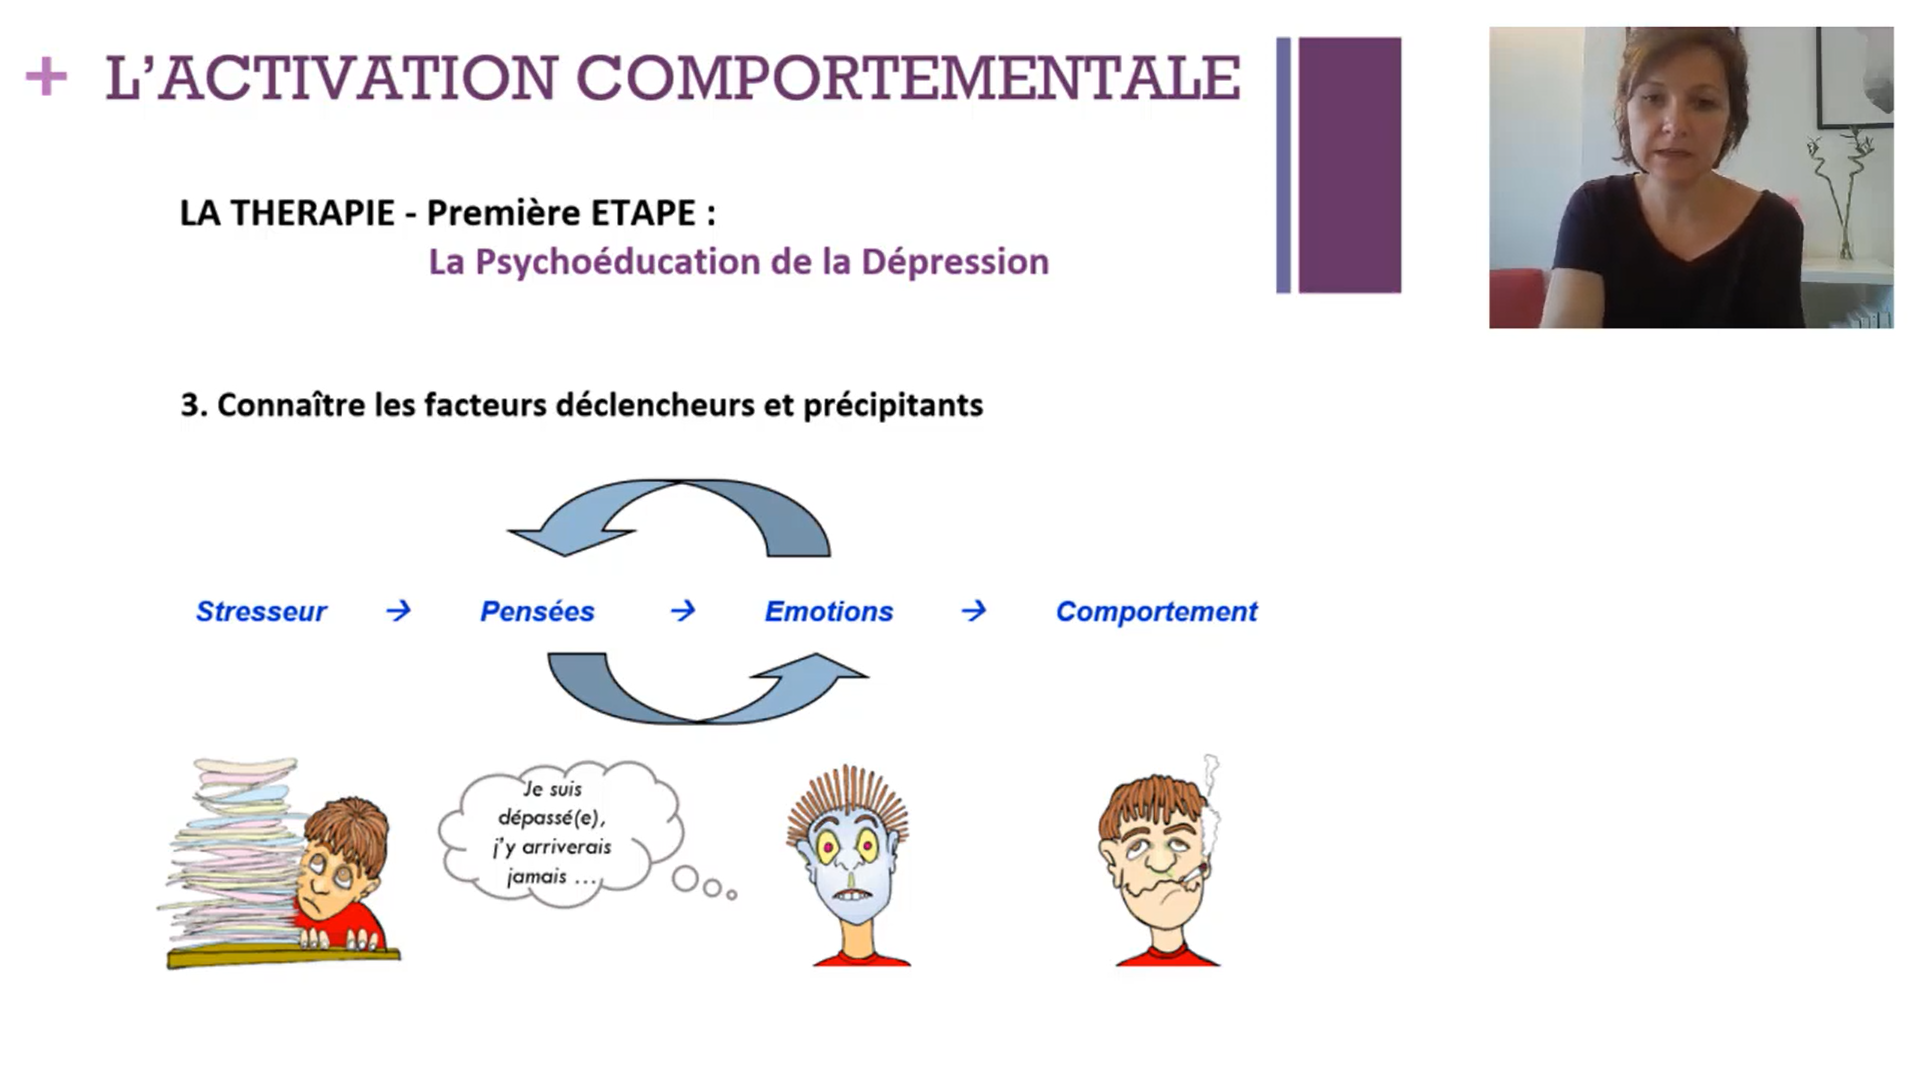 + L’ACTIVATION COMPORTEMENTALE
LA THERAPIE - Première ETAPE :
La Psychoéducation de la Dépression
3. Connaître les facteurs déclencheurs et précipitants
Stresseur → Pensées → Emotions → Comportement
Je suis
dépassé(e),
j’y arriverais
jamais ...